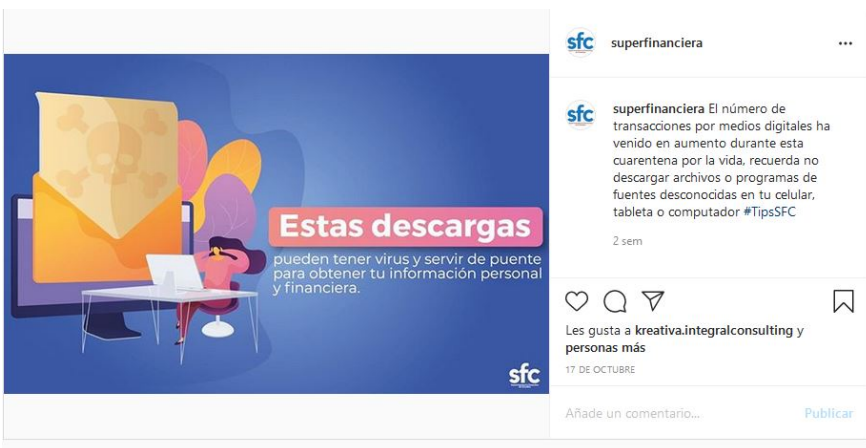 Estas descargas
pueden tener virus y servir de puente
para obtener tu información personal
y financiera.
sfc
sfc superfinanciera
sfc superfinanciera El número de
transacciones por medios digitales ha
venido en aumento durante esta
cuarentena por la vida, recuerda no
descargar archivos o programas de
fuentes desconocidas en tu celular,
tableta o computador #TipsSFC
2 sem
Les gusta a kreativa.integralconsulting y
personas más
17 DE OCTUBRE
Añade un comentario... Publicar